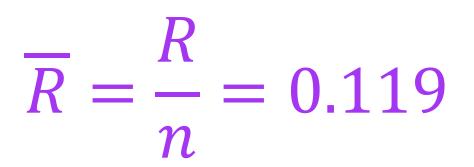 R̅ = R/n = 0.119